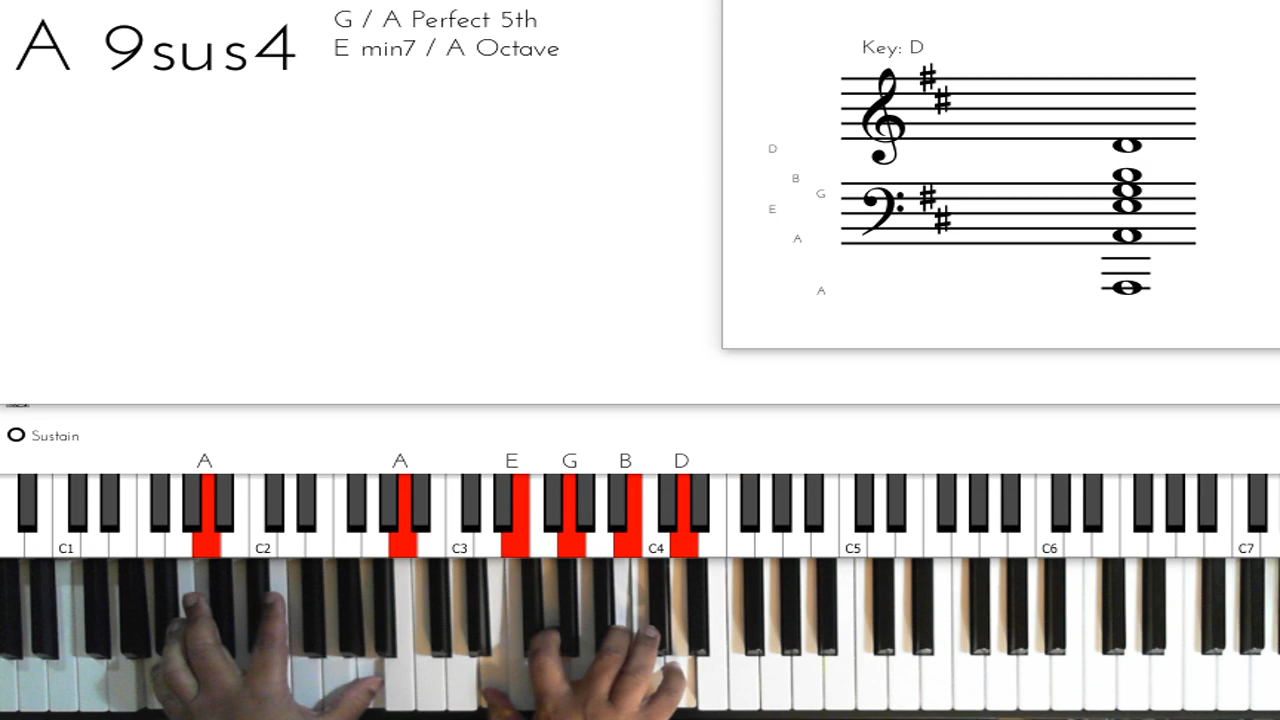 A 9sus4
G / A Perfect 5th
E min7 / A Octave
Key: D
D
B
G
E
A
A
Sustain
A A E G B D
C1 C2 C3 C4 C5 C6 C7